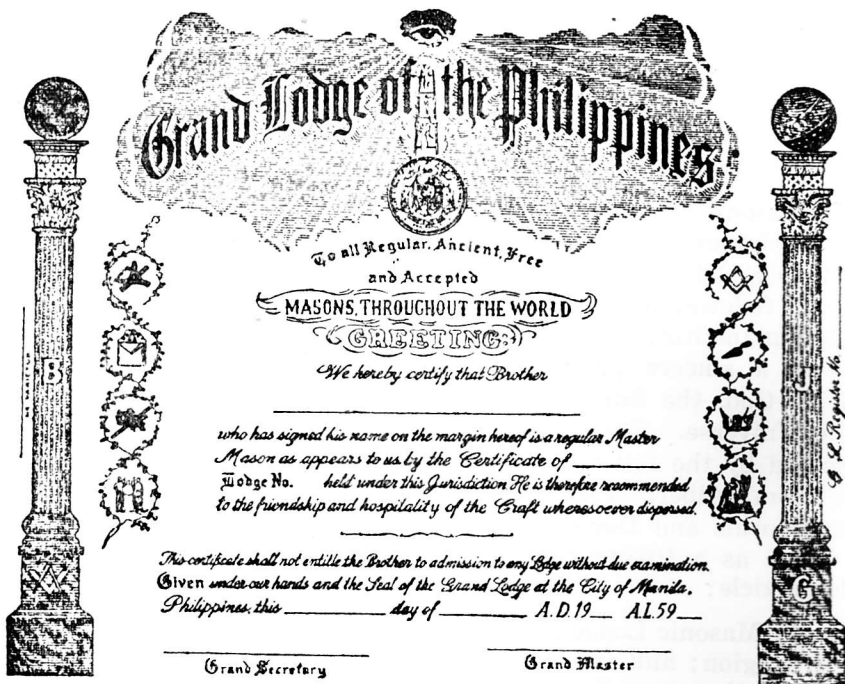 Grand Lodge of the Philippines
To all Regular, Ancient, Free
and Accepted
MASONS, THROUGHOUT THE WORLD
GREETING:
We hereby certify that Brother
who has signed his name on the margin hereof is a regular Master
Mason as appears to us by the Certificate of
Lodge No. held under this Jurisdiction He is therefore recommended
to the friendship and hospitality of the Craft wheresoever dispersed.
This certificate shall not entitle the Brother to admission to any Lodge without due examination.
Given under our hands and the Seal of the Grand Lodge at the City of Manila,
Philippines, this day of A.D. 19 A.L. 59
Grand Secretary
Grand Master
B
G
G. L. Register No.
NE VARIETUR